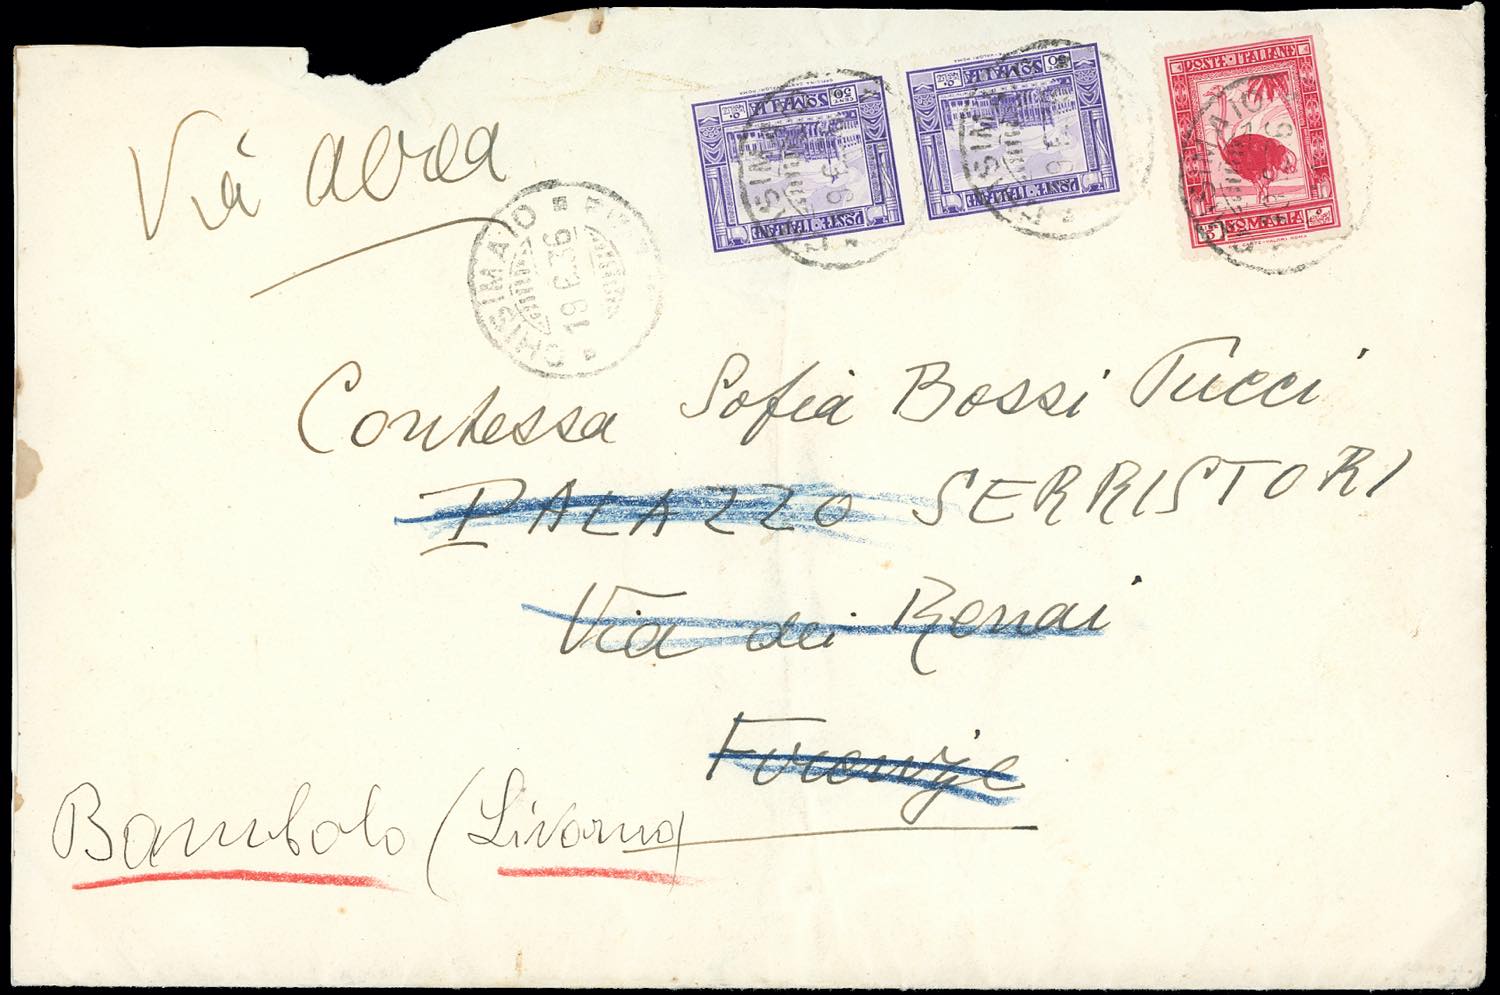 Viâ aerea
POSTE ITALIANE
SOMALIA
CENT 50
POSTE ITALIANE
SOMALIA
CENT 50
POSTE ITALIANE
SOMALIA
CHISIMAIO
19 6 36
Contessa Sofia Bossi Pucci
PALAZZO SERRISTORI
Via dei Renai
Firenze
Bambolo (Livorno)